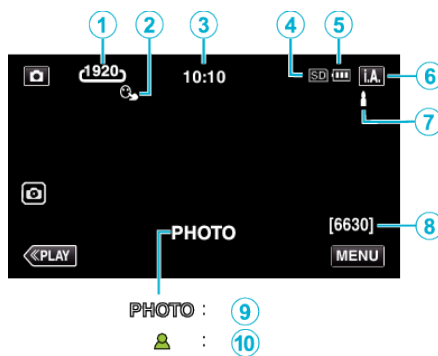 1 2 3 4 5
1920 10:10 SD i.A. 6
7
PHOTO [6630] 8
≪PLAY MENU
PHOTO : 9
: 10